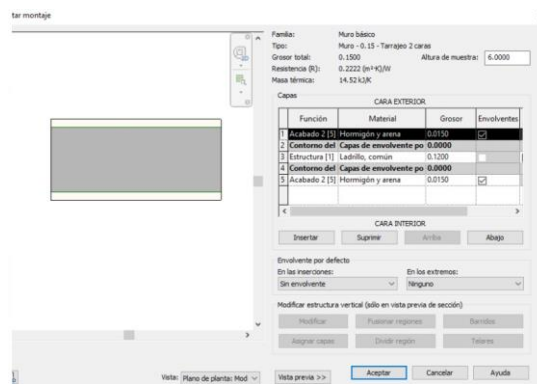 tar montaje
Familia: Muro básico
Tipo: Muro - 0.15 - Tarrajeo 2 caras
Grosor total: 0.1500 Altura de muestra: 6.0000
Resistencia (R): 0.2222 (m²·K)/W
Masa térmica: 14.52 kJ/K
Capas
CARA EXTERIOR
Función Material Grosor Envolventes
1 Acabado 2 [5] Hormigón y arena 0.0150
2 Contorno del Capas de envolvente po 0.0000
3 Estructura [1] Ladrillo, común 0.1200
4 Contorno del Capas de envolvente po 0.0000
5 Acabado 2 [5] Hormigón y arena 0.0150
CARA INTERIOR
Insertar Suprimir Arriba Abajo
Envolvente por defecto
En las inserciones: En los extremos:
Sin envolvente Ninguno
Modificar estructura vertical (sólo en vista previa de sección)
Modificar Fusionar regiones Barridos
Asignar capas Dividir región Telares
Vista: Plano de planta: Mod Vista previa >> Aceptar Cancelar Ayuda